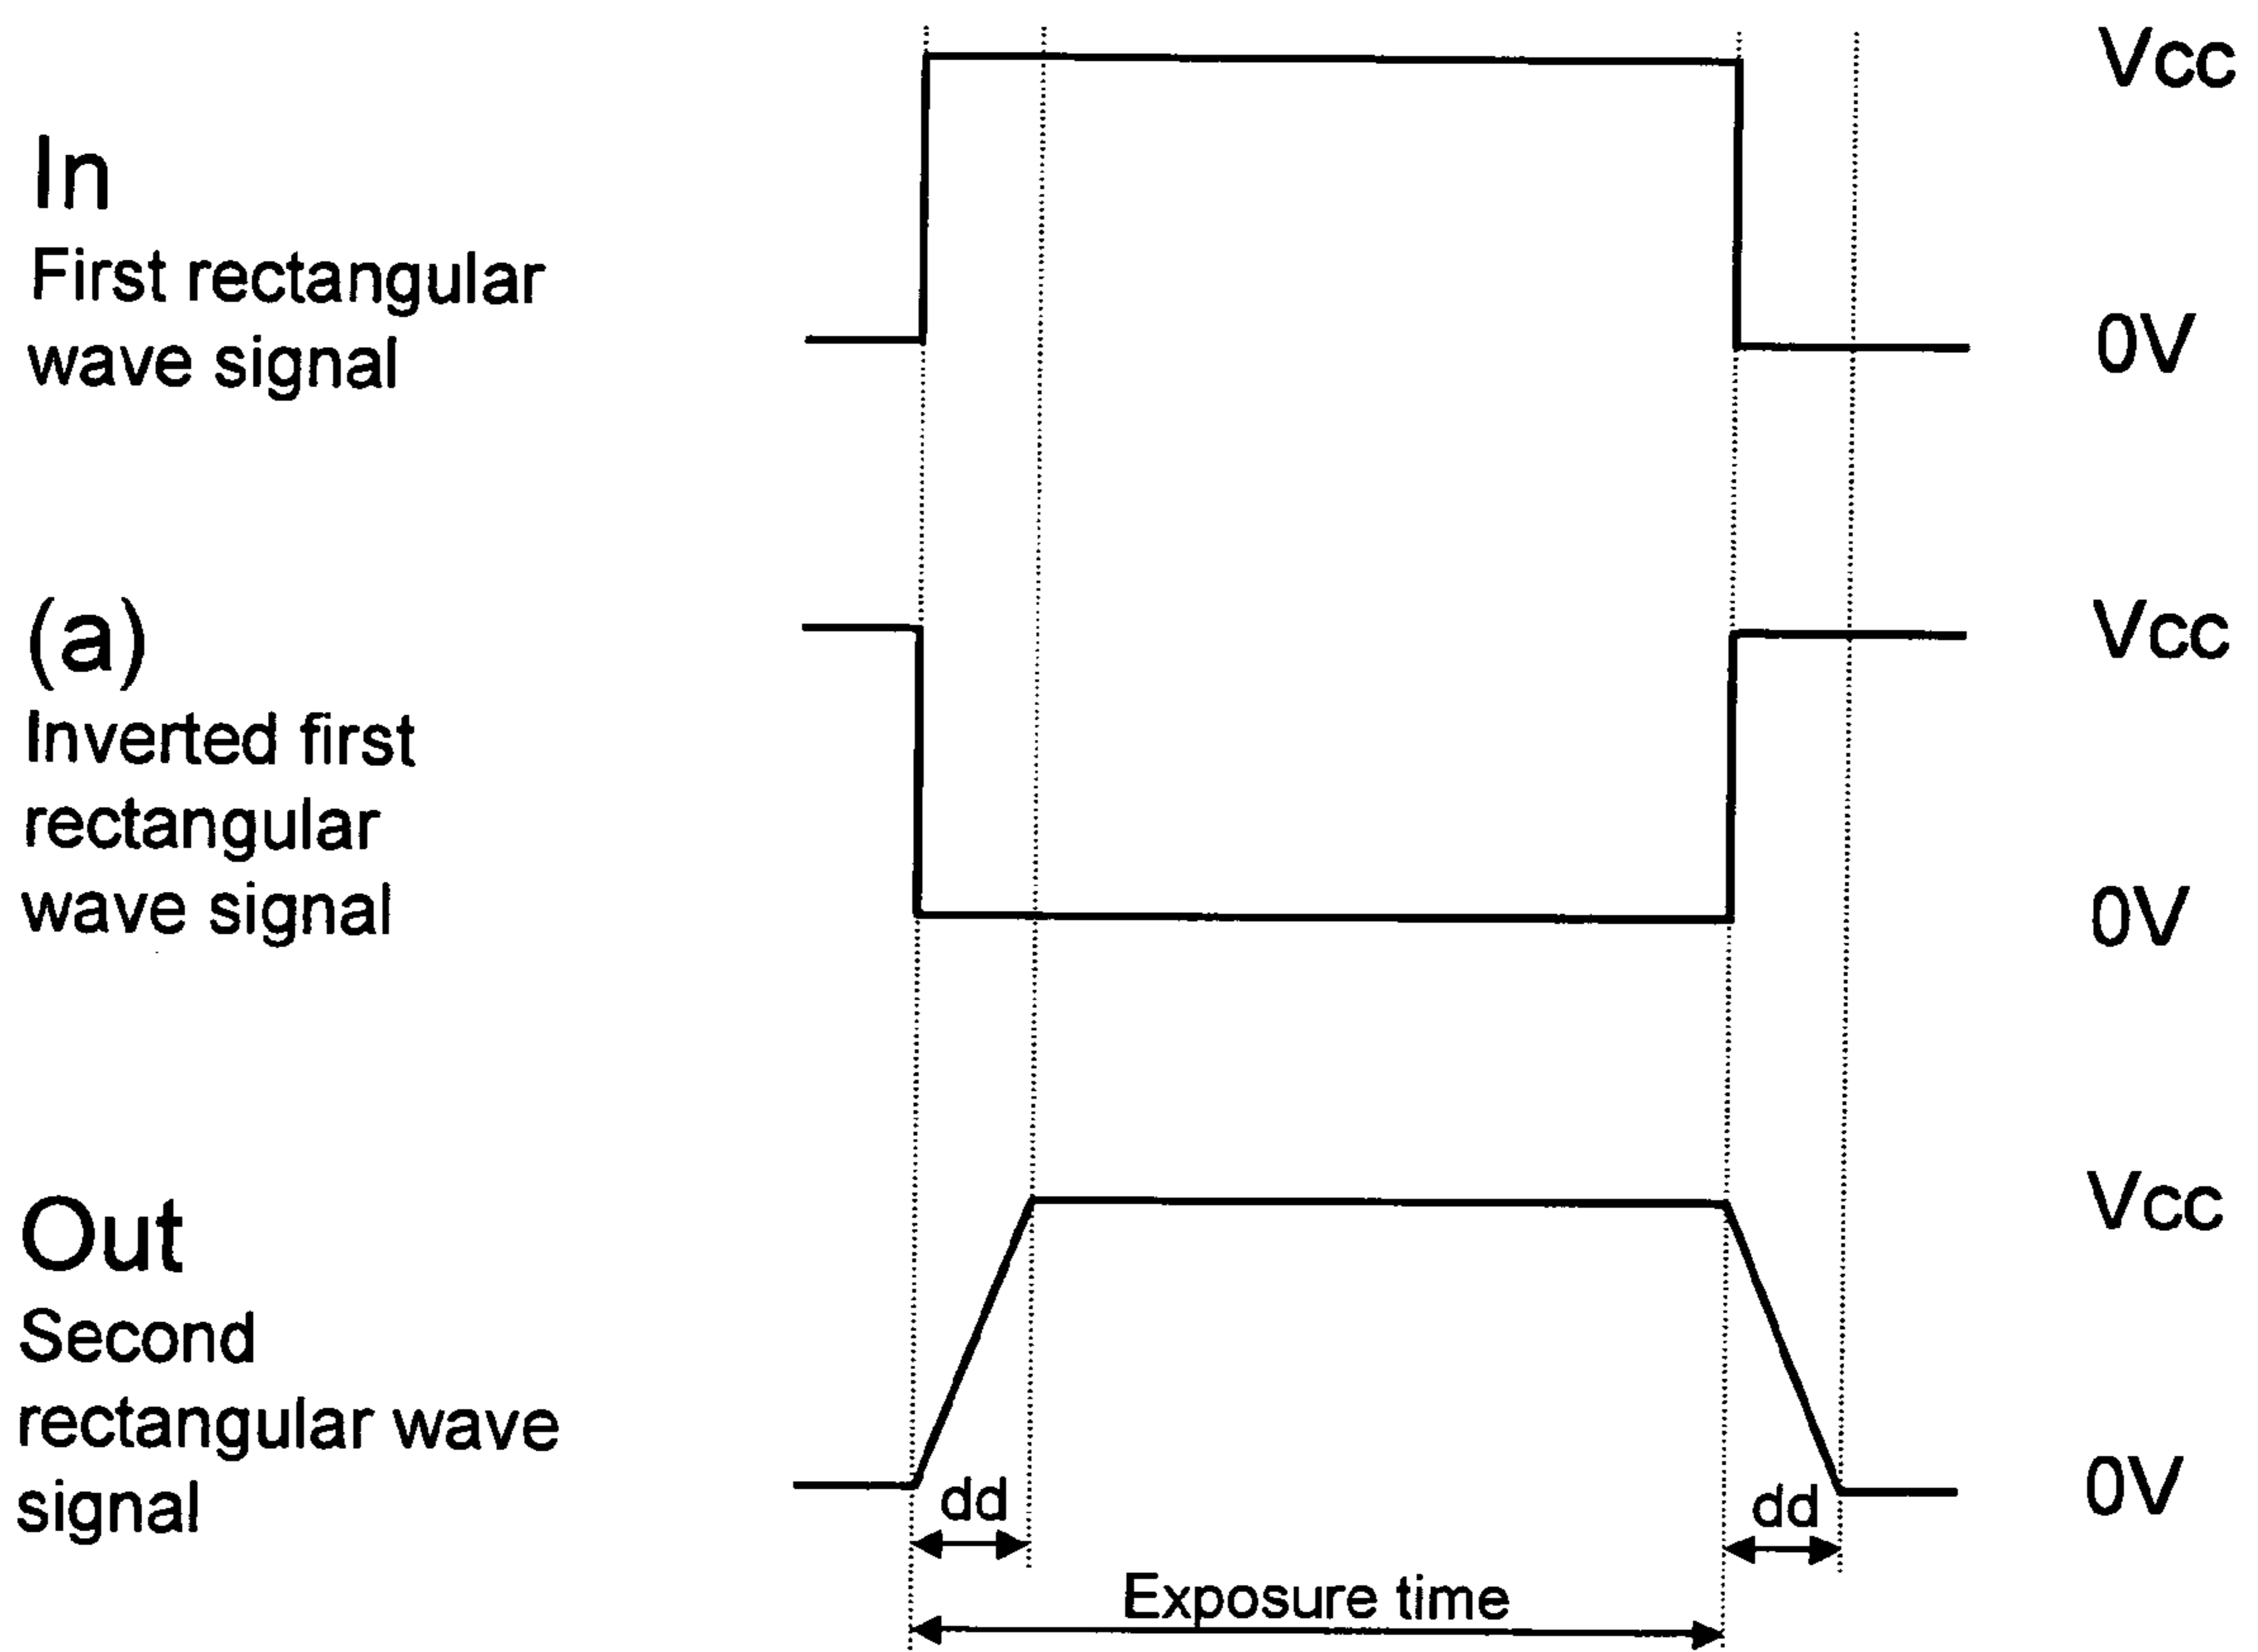 Vcc
In
First rectangular
wave signal
0V
(a)
Vcc
Inverted first
rectangular
wave signal
0V
Out
Vcc
Second
rectangular wave
signal
dd
dd
0V
Exposure time